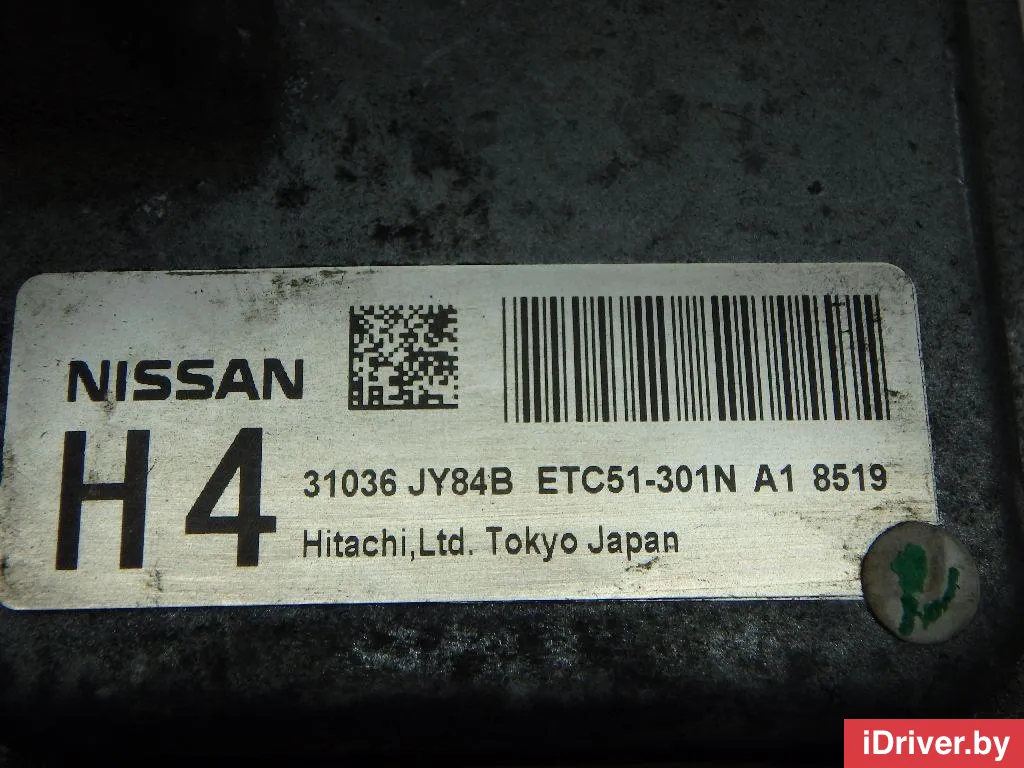 NISSAN
H4
31036 JY84B ETC51-301N A1 8519
Hitachi,Ltd. Tokyo Japan
iDriver.by